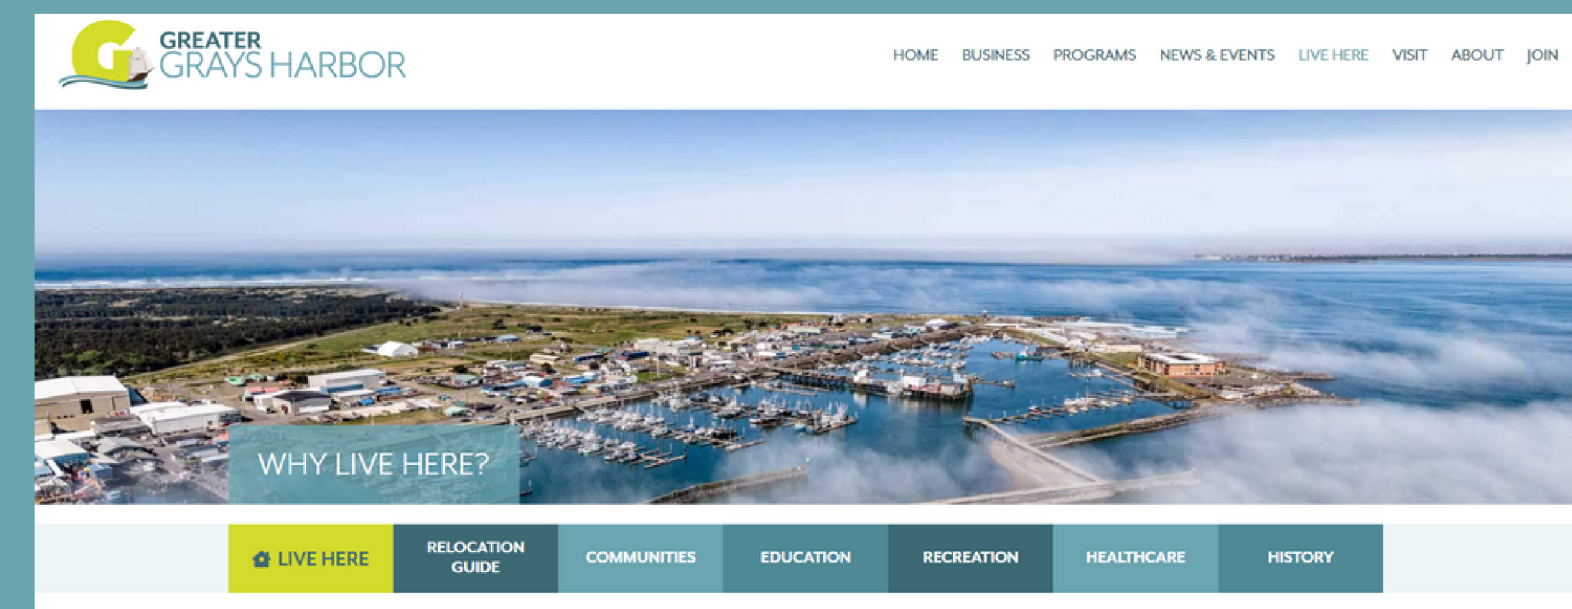 GREATER
GRAYS HARBOR
HOME BUSINESS PROGRAMS NEWS & EVENTS LIVE HERE VISIT ABOUT JOIN
WHY LIVE HERE?
LIVE HERE
RELOCATION
GUIDE
COMMUNITIES
EDUCATION
RECREATION
HEALTHCARE
HISTORY